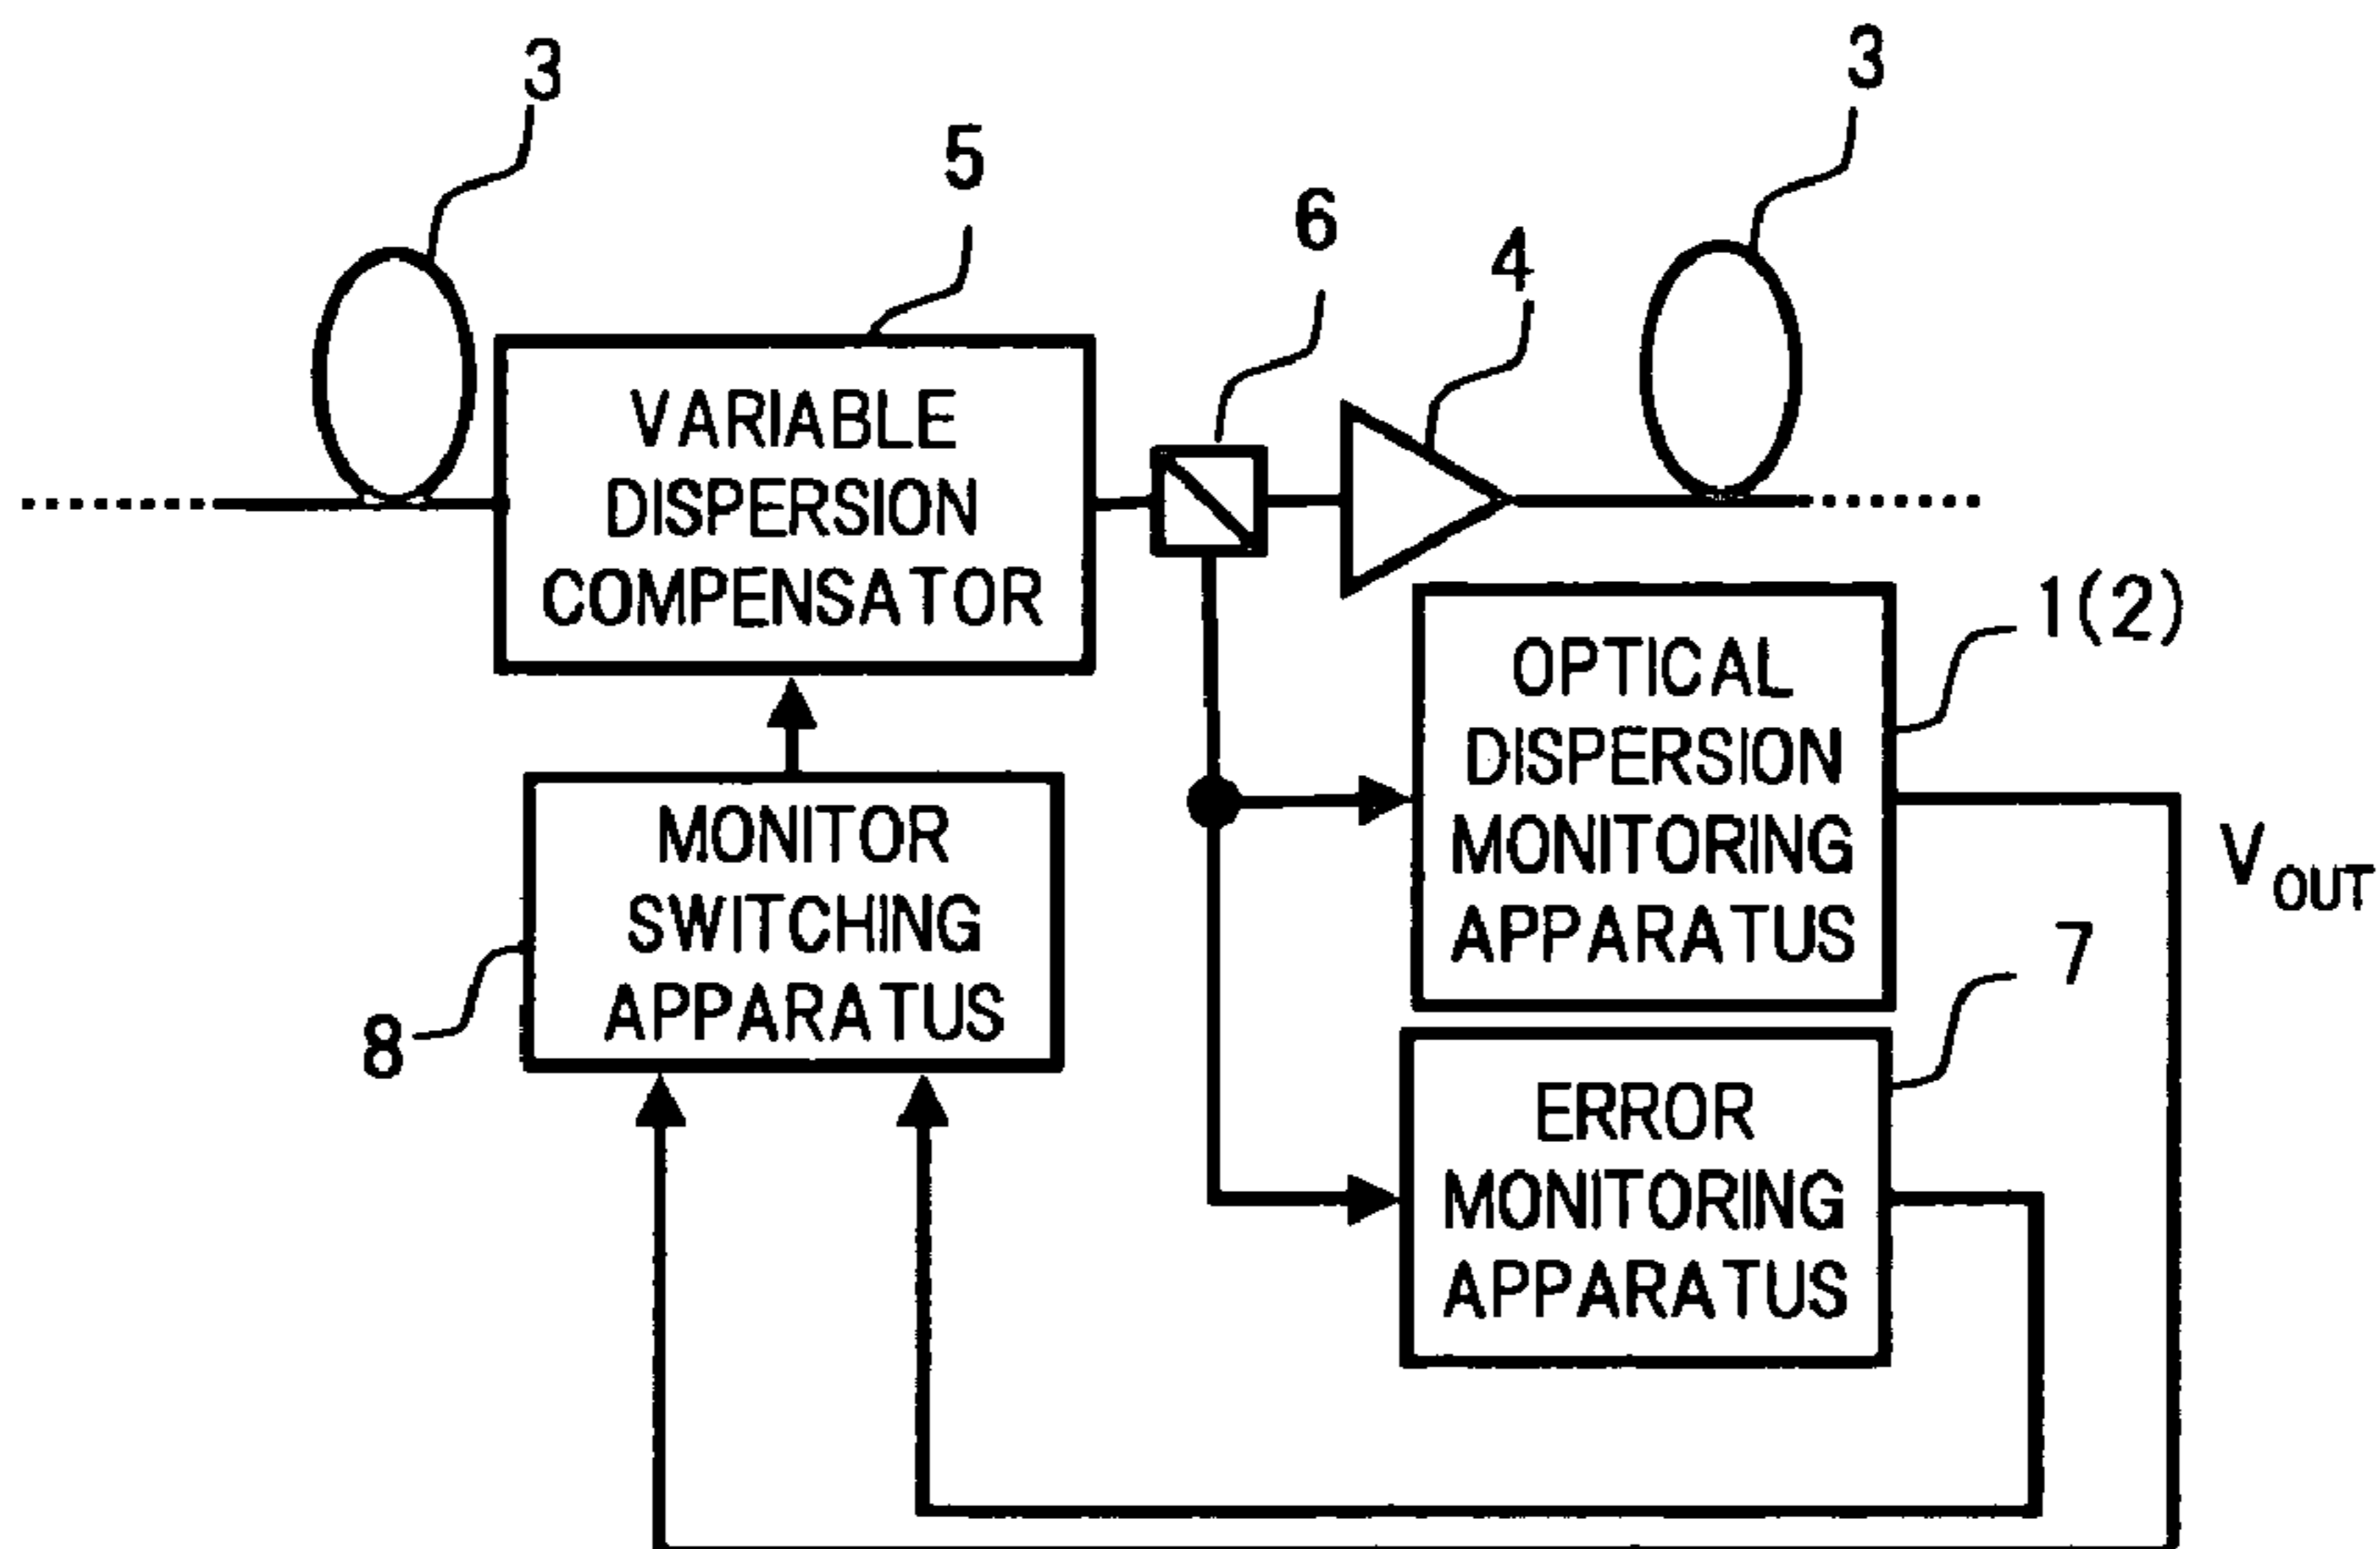 3
3
5
6
4
VARIABLE
DISPERSION
COMPENSATOR
1(2)
OPTICAL
DISPERSION
MONITORING
APPARATUS
MONITOR
SWITCHING
APPARATUS
V OUT
7
8
ERROR
MONITORING
APPARATUS